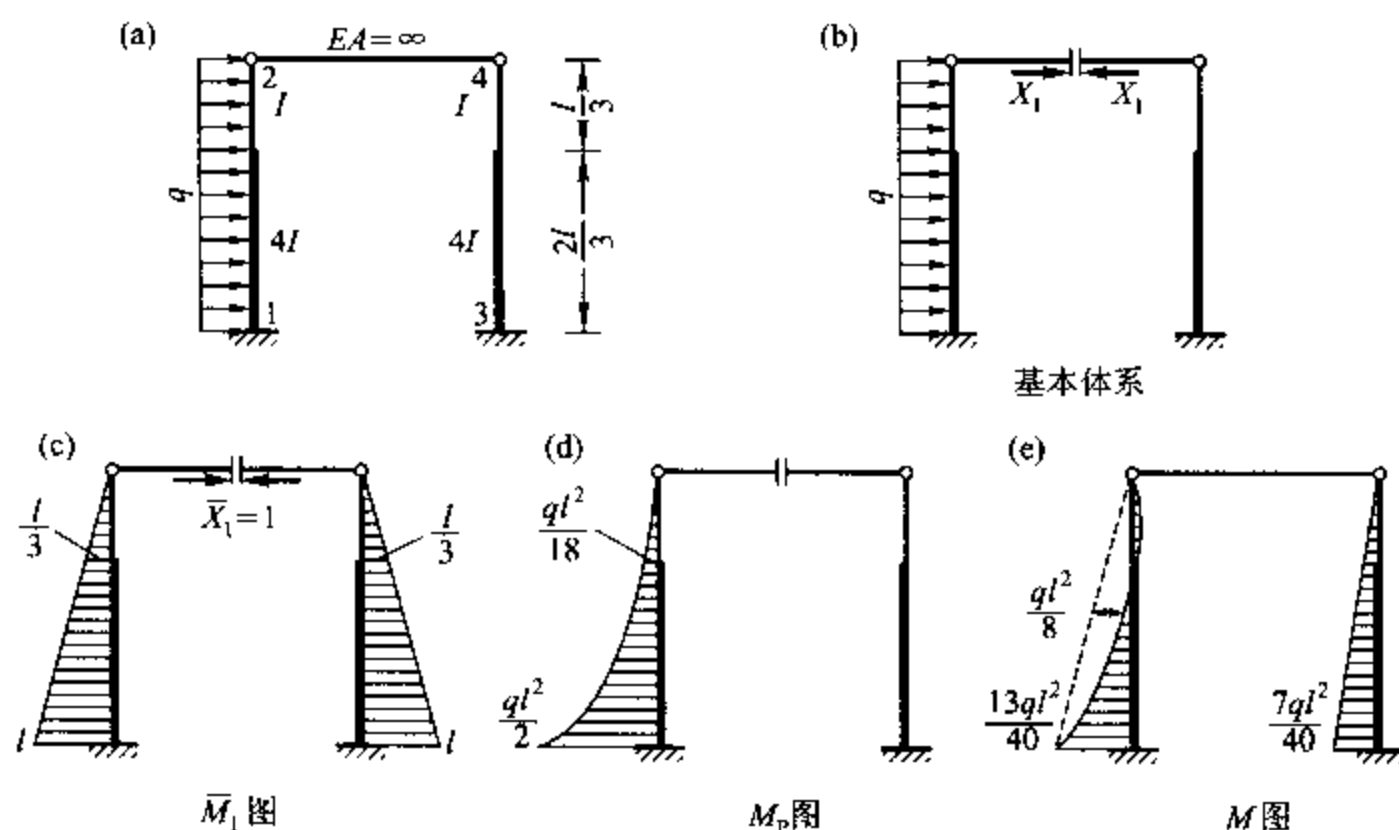 (a)
EA=∞
2
4
I
I
l/3
q
4I
4I
2l/3
1
3
(b)
q
X₁
X₁
基本体系
(c)
l/3
X̄₁=1
l/3
l
l
M̄₁ 图
(d)
ql²/18
ql²/2
M_P图
(e)
ql²/8
13ql²/40
7ql²/40
M 图